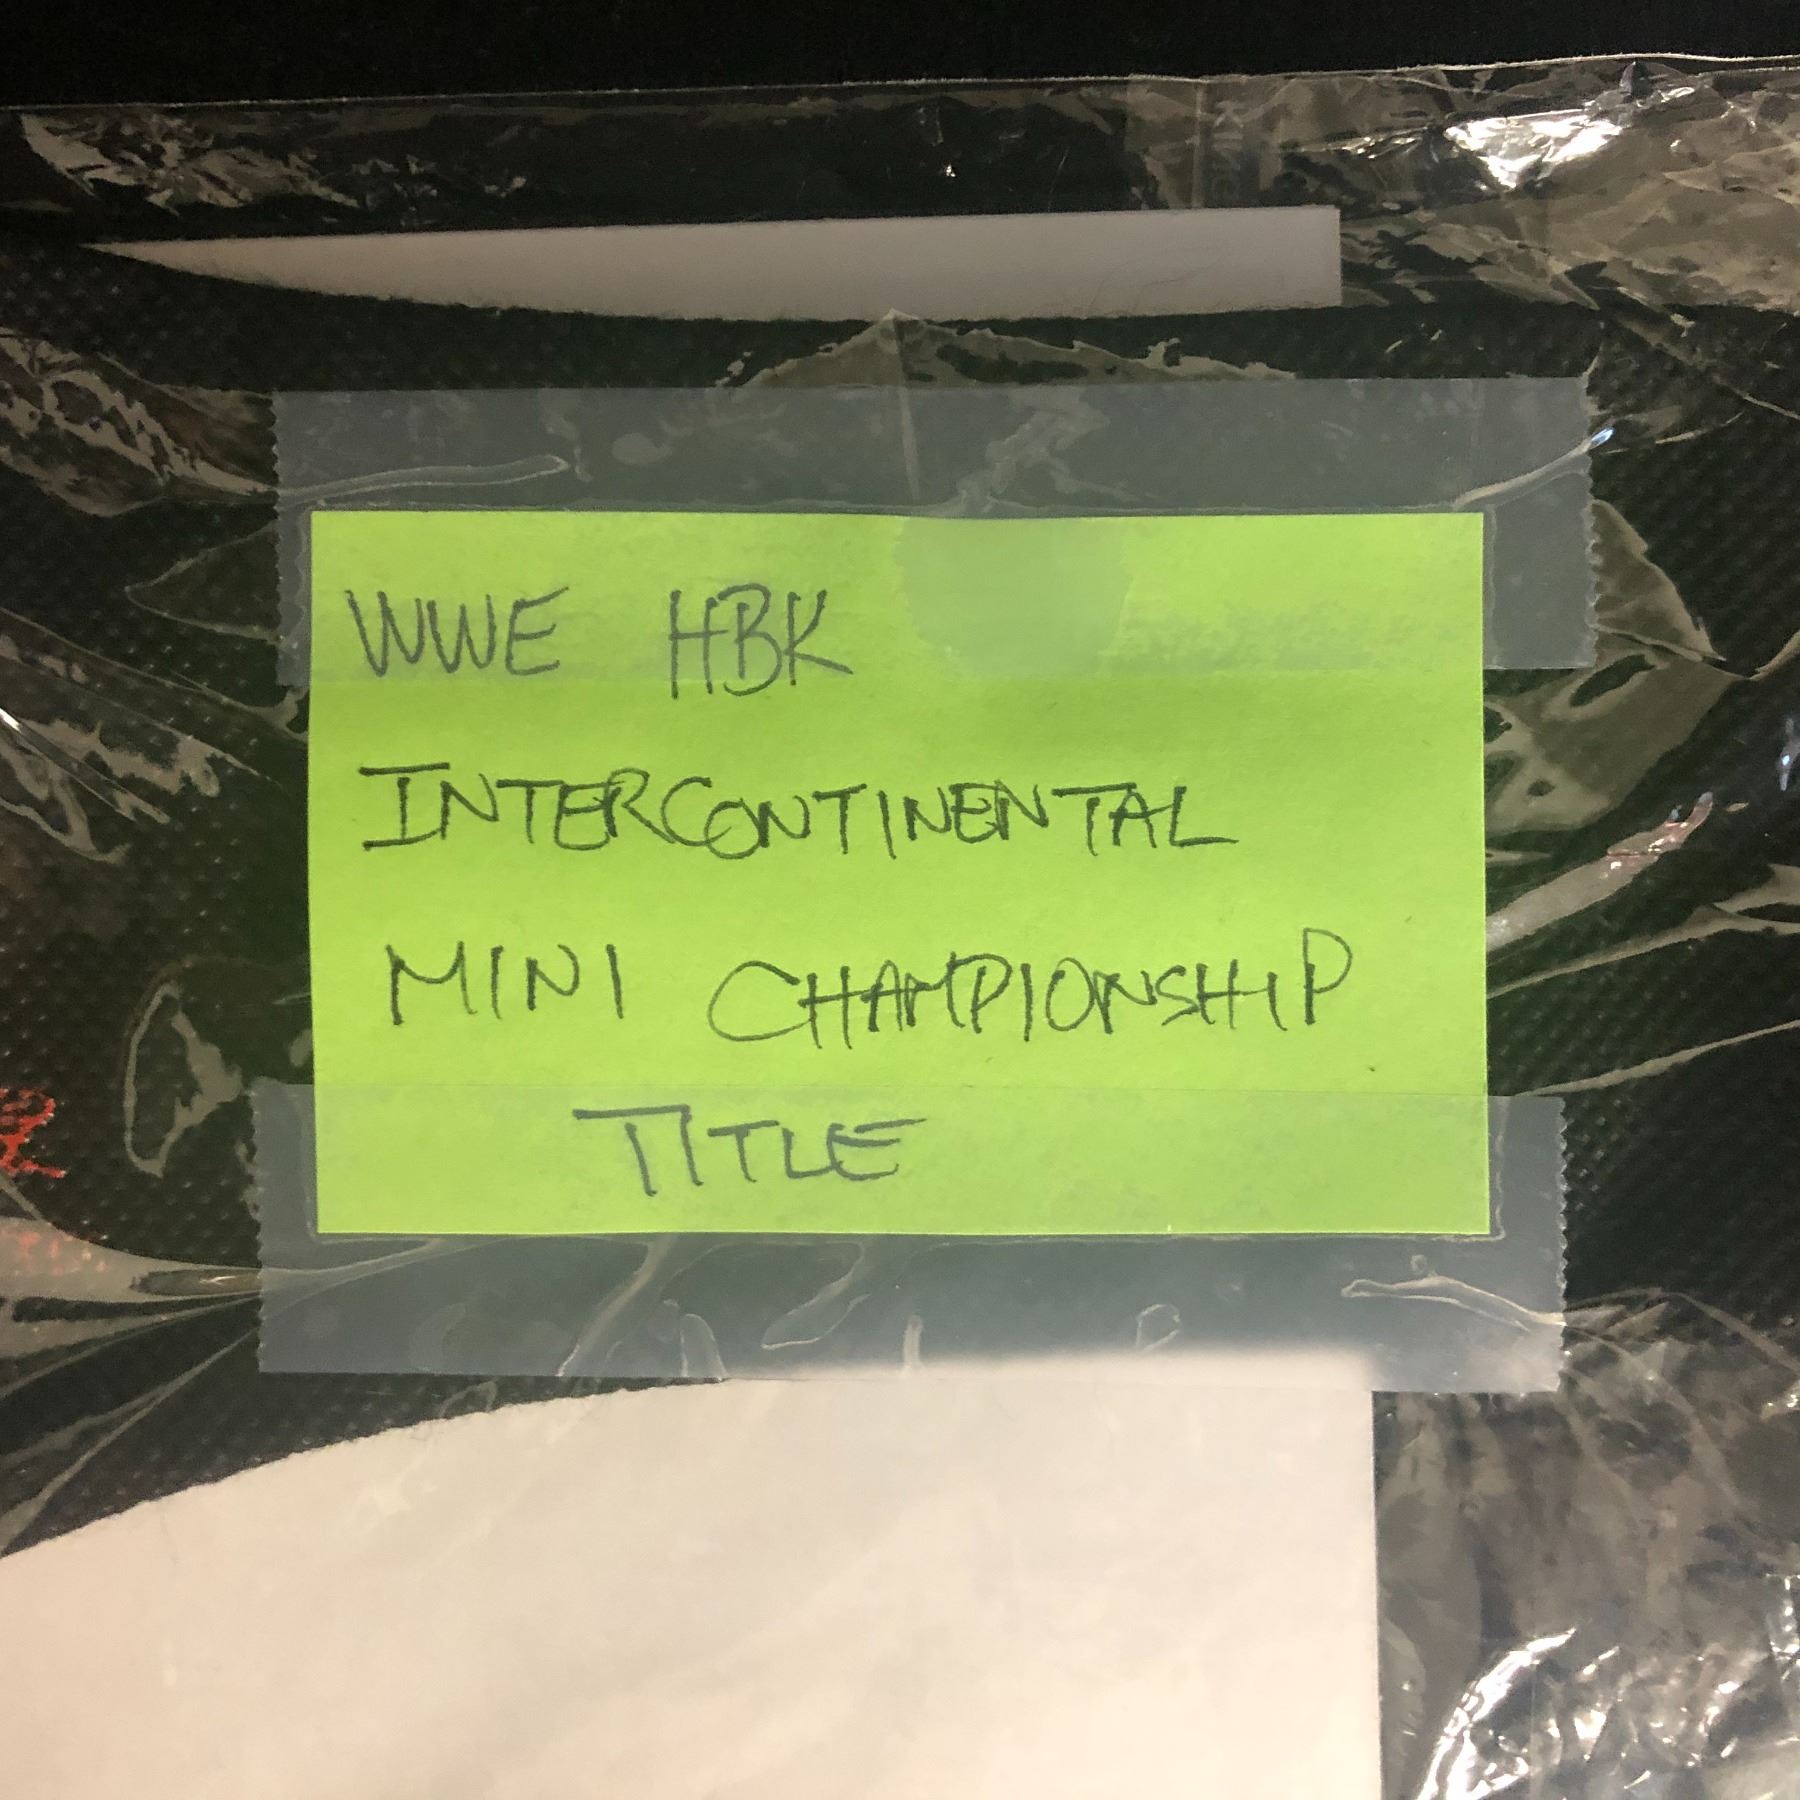 WWE HBK
INTERCONTINENTAL
MINI CHAMPIONSHIP
TITLE